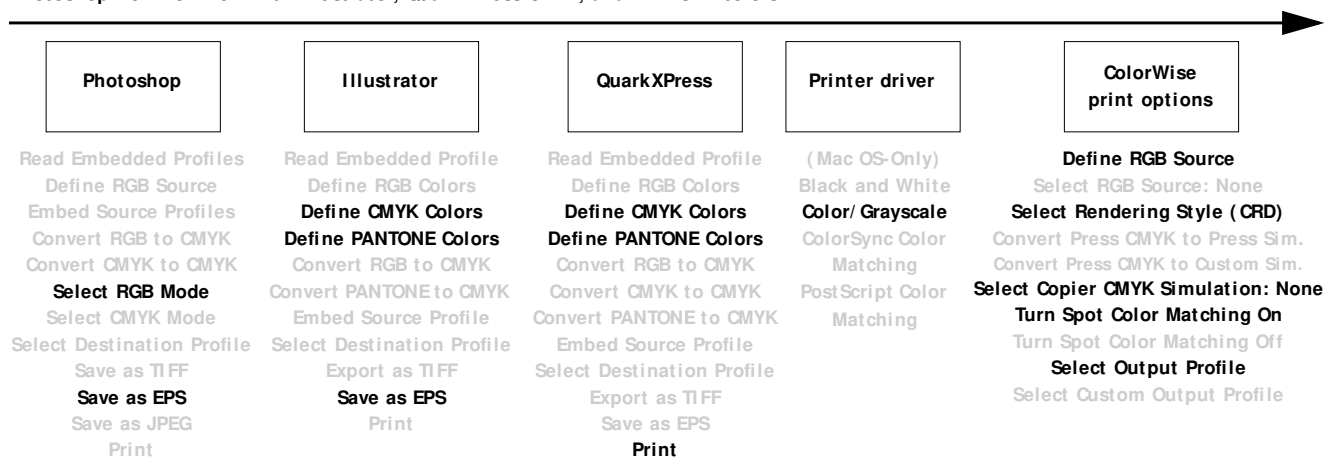 Photoshop
Illustrator
QuarkXPress
Printer driver
ColorWise
print options
Read Embedded Profiles
Define RGB Source
Embed Source Profiles
Convert RGB to CMYK
Convert CMYK to CMYK
Select RGB Mode
Select CMYK Mode
Select Destination Profile
Save as TIFF
Save as EPS
Save as JPEG
Print
Read Embedded Profile
Define RGB Colors
Define CMYK Colors
Define PANTONE Colors
Convert RGB to CMYK
Convert PANTONE to CMYK
Embed Source Profile
Select Destination Profile
Export as TIFF
Save as EPS
Print
Read Embedded Profile
Define RGB Colors
Define CMYK Colors
Define PANTONE Colors
Convert RGB to CMYK
Convert CMYK to CMYK
Convert PANTONE to CMYK
Embed Source Profile
Select Destination Profile
Export as TIFF
Save as EPS
Print
(Mac OS-Only)
Black and White
Color/Grayscale
ColorSync Color
Matching
PostScript Color
Matching
Define RGB Source
Select RGB Source: None
Select Rendering Style (CRD)
Convert Press CMYK to Press Sim.
Convert Press CMYK to Custom Sim.
Select Copier CMYK Simulation: None
Turn Spot Color Matching On
Turn Spot Color Matching Off
Select Output Profile
Select Custom Output Profile